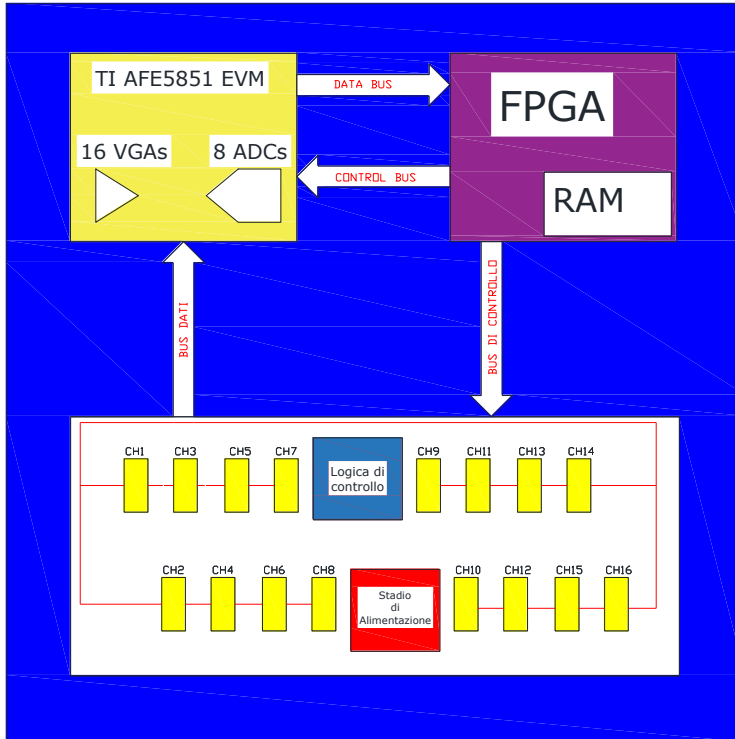 TI AFE5851 EVM
16 VGAs
8 ADCs
DATA BUS
CONTROL BUS
FPGA
RAM
BUS DATI
BUS DI CONTROLLO
CH1
CH3
CH5
CH7
Logica di
controllo
CH9
CH11
CH13
CH14
CH2
CH4
CH6
CH8
Stadio
di
Alimentazione
CH10
CH12
CH15
CH16